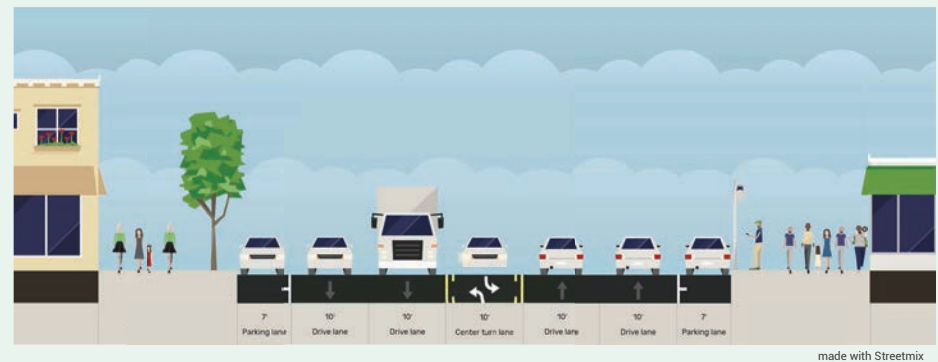 7'
Parking lane
10'
Drive lane
10'
Drive lane
10'
Center turn lane
10'
Drive lane
10'
Drive lane
7'
Parking lane
made with Streetmix